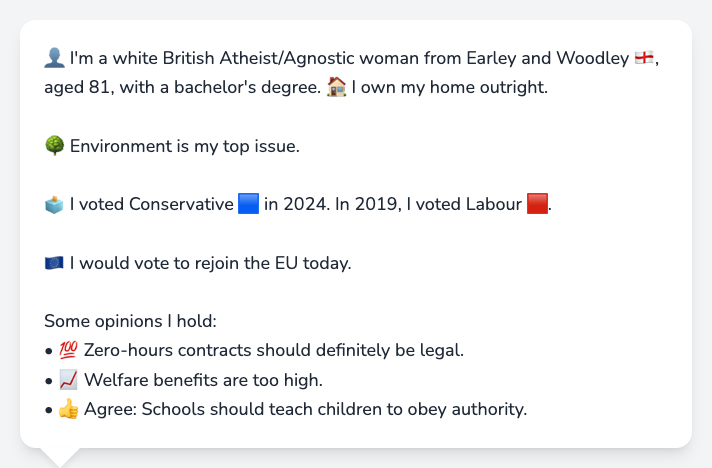 👤 I'm a white British Atheist/Agnostic woman from Earley and Woodley 🏴󠁧󠁢󠁥󠁮󠁧󠁿,
aged 81, with a bachelor's degree. 🏠 I own my home outright.
🌳 Environment is my top issue.
🗳️ I voted Conservative 🟦 in 2024. In 2019, I voted Labour 🟥.
🇪🇺 I would vote to rejoin the EU today.
Some opinions I hold:
• 💯 Zero-hours contracts should definitely be legal.
• 📈 Welfare benefits are too high.
• 👍 Agree: Schools should teach children to obey authority.